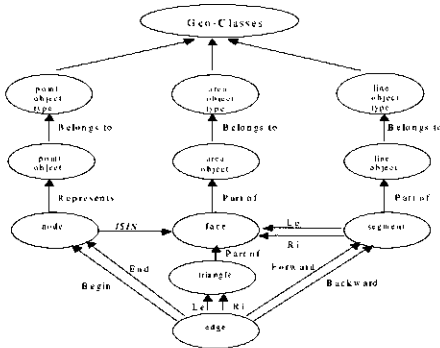 Geo-Classes
point object type
area object type
line object type
Belongs to
Belongs to
Belongs to
point object
area object
line object
Represents
Part of
Part of
node
ISIN
face
Le
Ri
segment
Part of
triangle
End
Begin
Forward
Backward
Le
Ri
edge